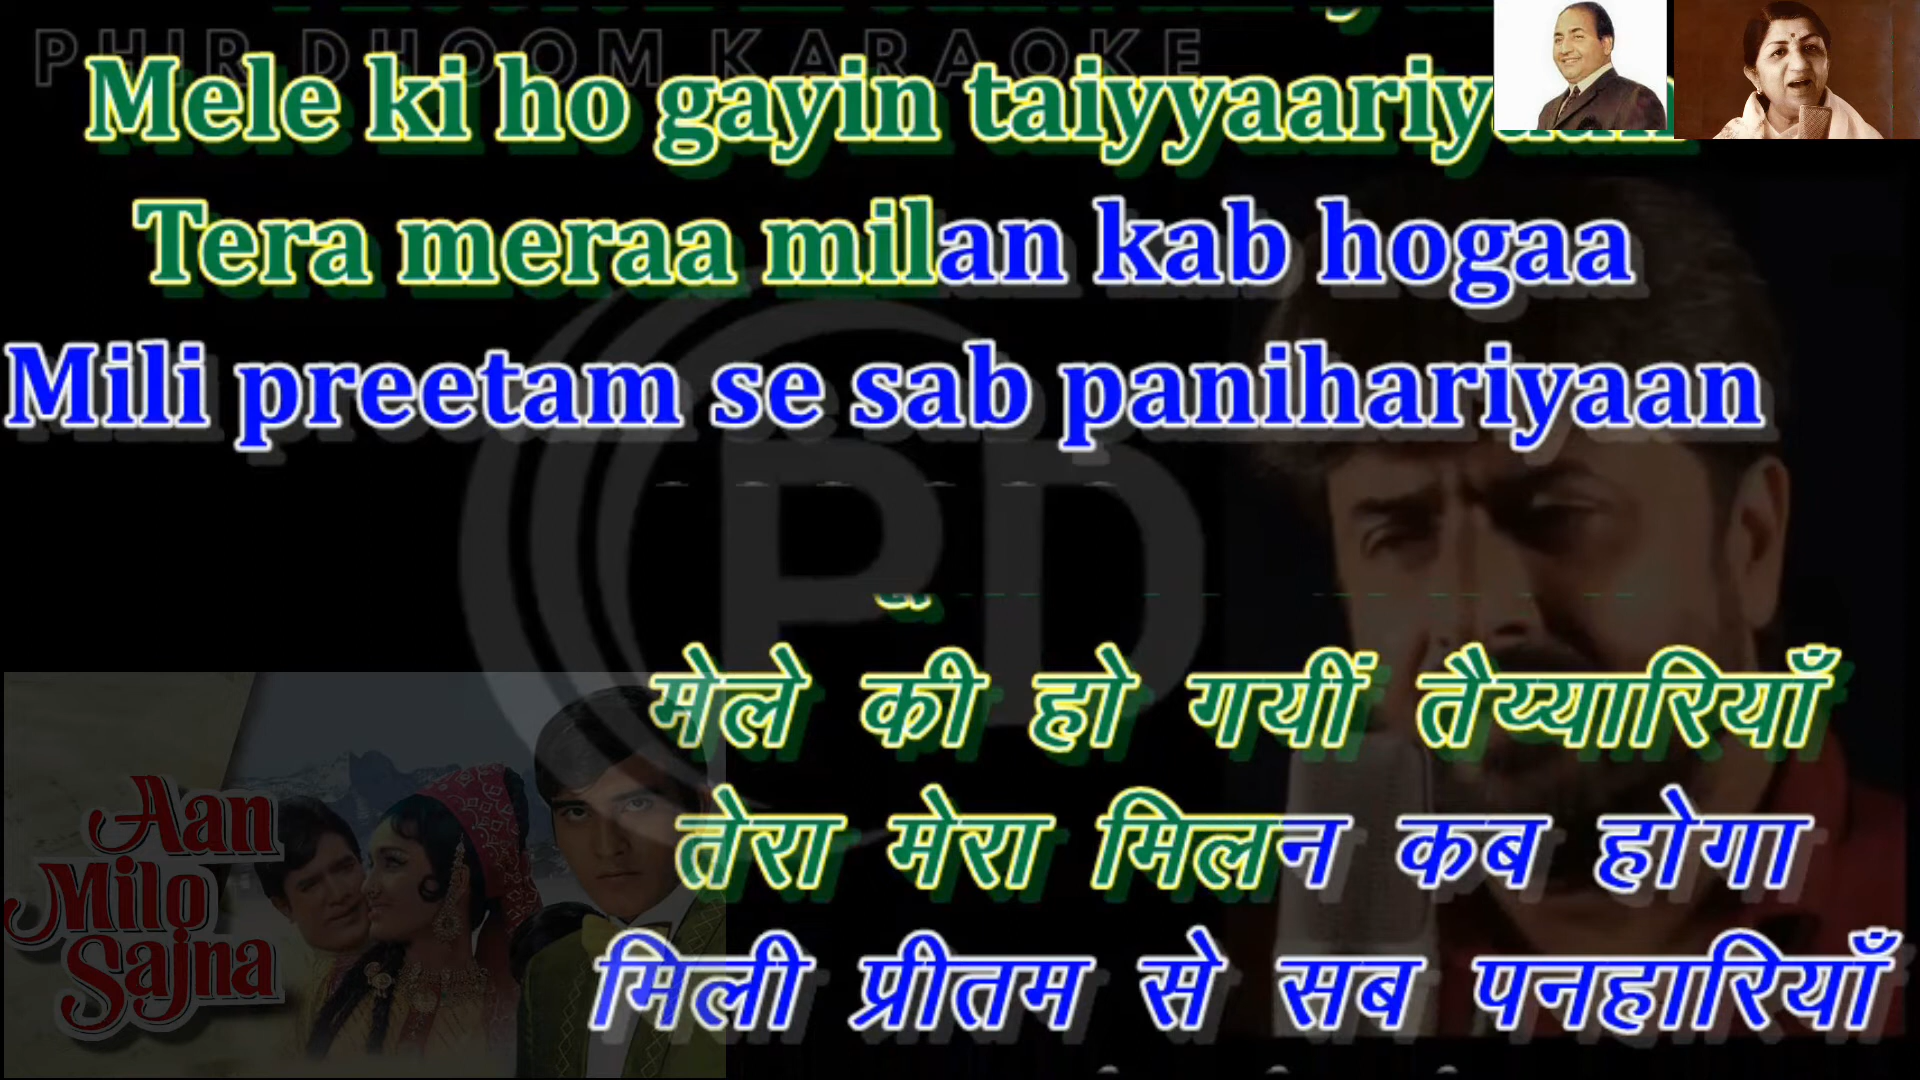 PHIR DHOOM KARAOKE
Mele ki ho gayin
Tera meraa milan kab hogaa
Mili preetam se sab panihariyaan
PD
मेले की हो गयीं तैय्यारियाँ
तेरा मेरा मिलन कब होगा
मिली प्रीतम से सब पनहारियाँ
Aan
Milo
Sajna